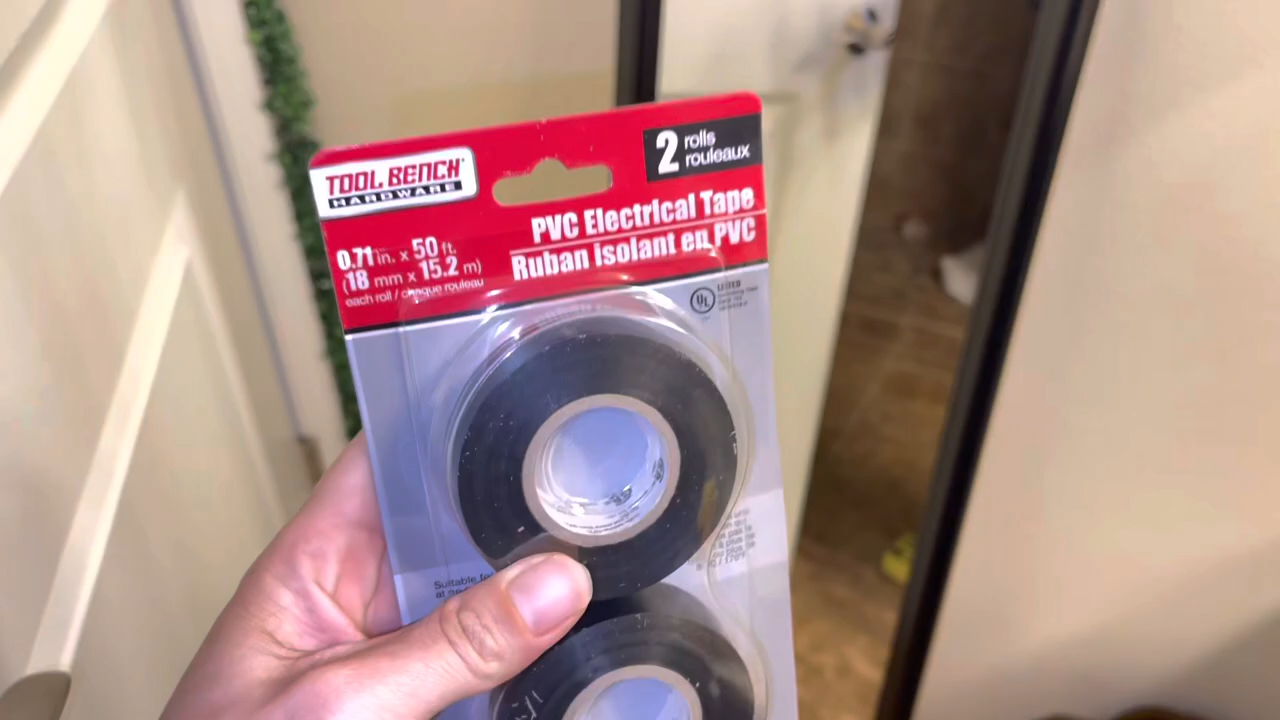 TOOL BENCH®
HARDWARE
2 rolls
rouleaux
PVC Electrical Tape
Ruban isolant en PVC
0.71 in. x 50 ft.
(18 mm x 15.2 m)
each roll / chaque rouleau
UL
LISTED
Suitable